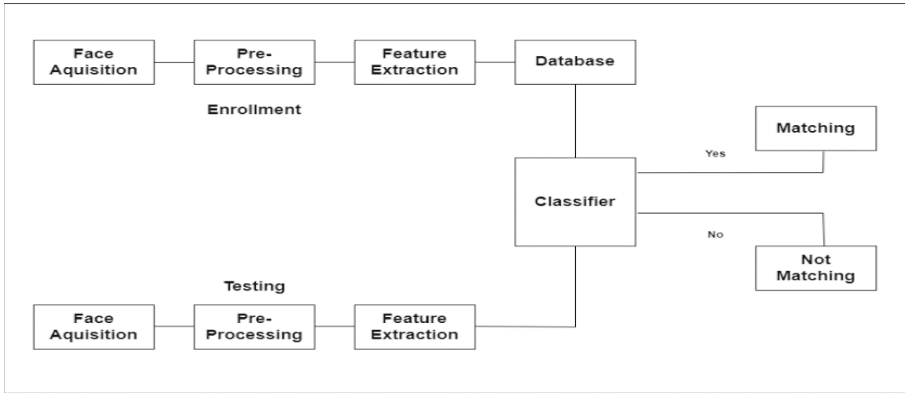 Face
Aquisition
Pre-
Processing
Feature
Extraction
Database
Enrollment
Matching
Yes
Classifier
No
Not
Matching
Testing
Face
Aquisition
Pre-
Processing
Feature
Extraction